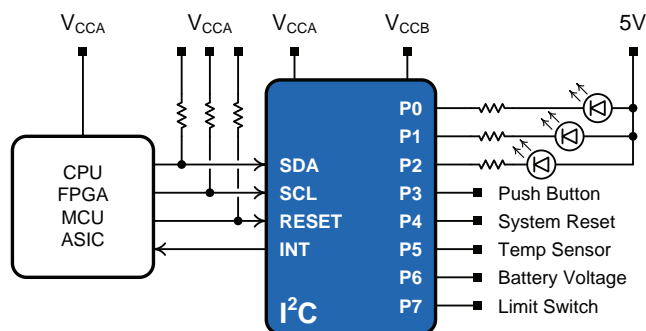 VCCA VCCA VCCA VCCB 5V
CPU
FPGA
MCU
ASIC
SDA
SCL
RESET
INT
I²C
P0
P1
P2
P3 Push Button
P4 System Reset
P5 Temp Sensor
P6 Battery Voltage
P7 Limit Switch